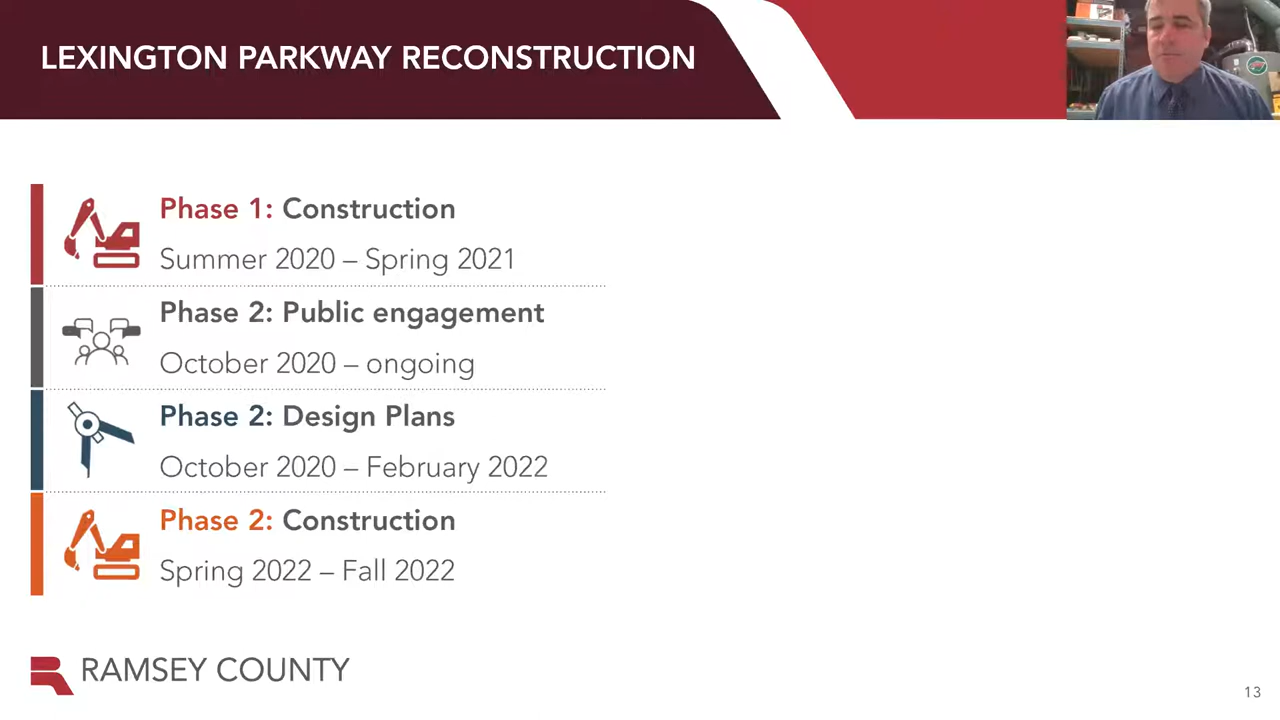 LEXINGTON PARKWAY RECONSTRUCTION
Phase 1: Construction
Summer 2020 – Spring 2021
Phase 2: Public engagement
October 2020 – ongoing
Phase 2: Design Plans
October 2020 – February 2022
Phase 2: Construction
Spring 2022 – Fall 2022
RAMSEY COUNTY
13